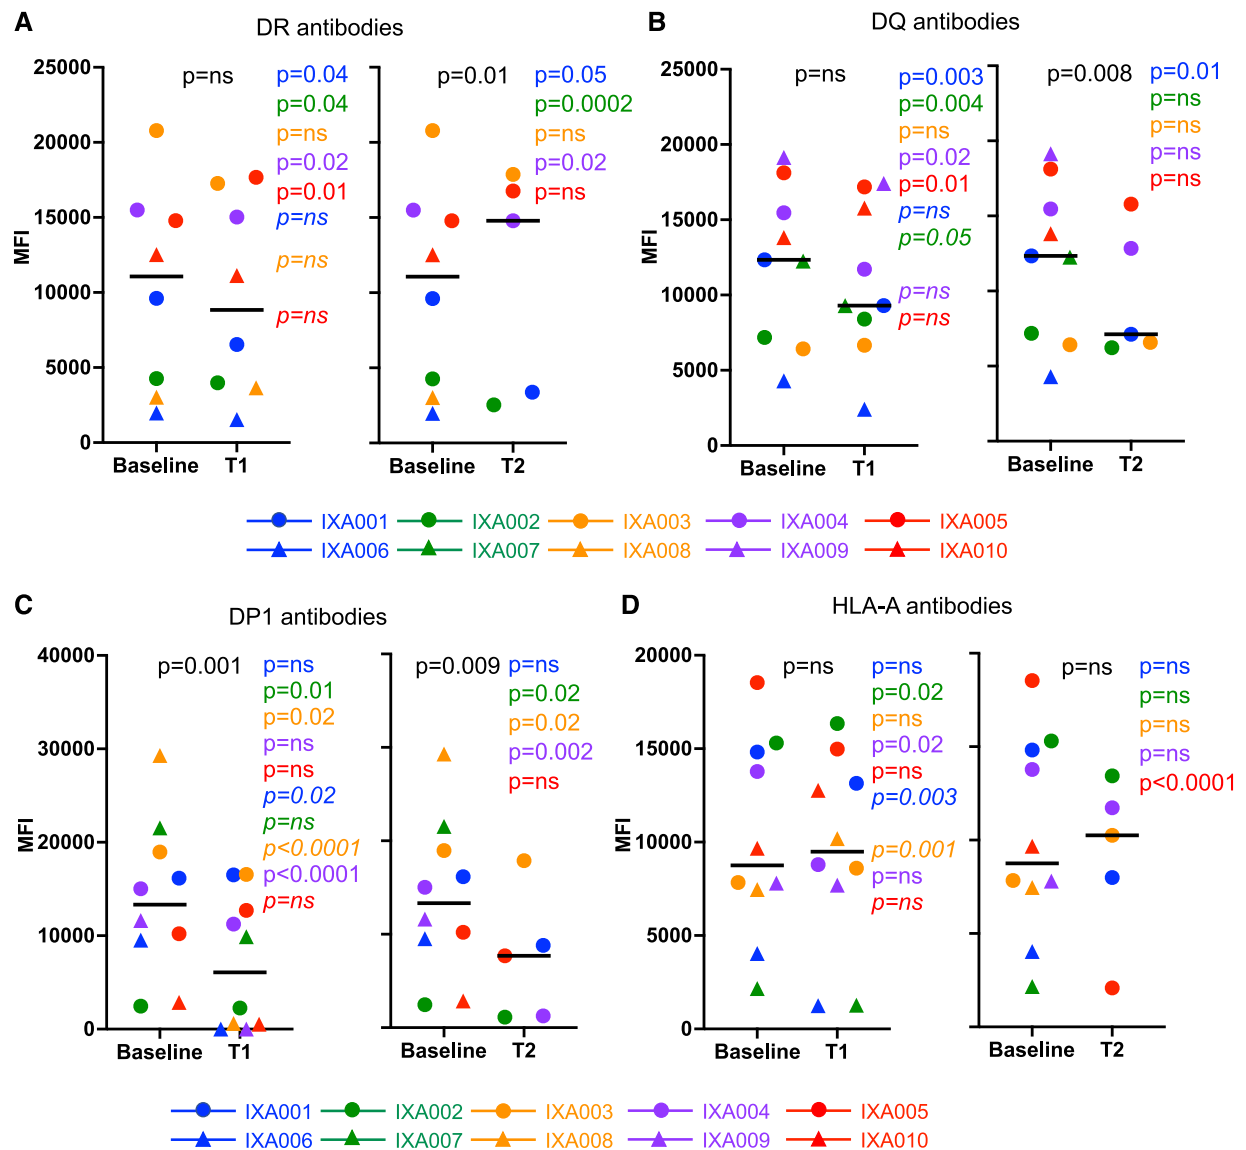 A
DR antibodies
MFI
25000
20000
15000
10000
5000
0
p=ns
p=0.04
p=0.04
p=ns
p=0.02
p=0.01
p=ns
p=ns
p=ns
Baseline
T1
p=0.01
p=0.05
p=0.0002
p=ns
p=0.02
p=ns
Baseline
T2
B
DQ antibodies
MFI
25000
20000
15000
10000
5000
0
p=ns
p=0.003
p=0.004
p=ns
p=0.02
p=0.01
p=ns
p=0.05
p=ns
p=ns
Baseline
T1
p=0.008
p=0.01
p=ns
p=ns
p=ns
p=ns
Baseline
T2
IXA001 IXA002 IXA003 IXA004 IXA005
IXA006 IXA007 IXA008 IXA009 IXA010
C
DP1 antibodies
MFI
40000
30000
20000
10000
0
p=0.001
p=ns
p=0.01
p=0.02
p=ns
p=ns
p=0.02
p=ns
p<0.0001
p<0.0001
p=ns
Baseline
T1
p=0.009
p=ns
p=0.02
p=0.02
p=0.002
p=ns
Baseline
T2
D
HLA-A antibodies
MFI
20000
15000
10000
5000
0
p=ns
p=ns
p=0.02
p=ns
p=0.02
p=ns
p=0.003
p=0.001
p=ns
p=ns
Baseline
T1
p=ns
p=ns
p=ns
p=ns
p=ns
p<0.0001
Baseline
T2
IXA001 IXA002 IXA003 IXA004 IXA005
IXA006 IXA007 IXA008 IXA009 IXA010